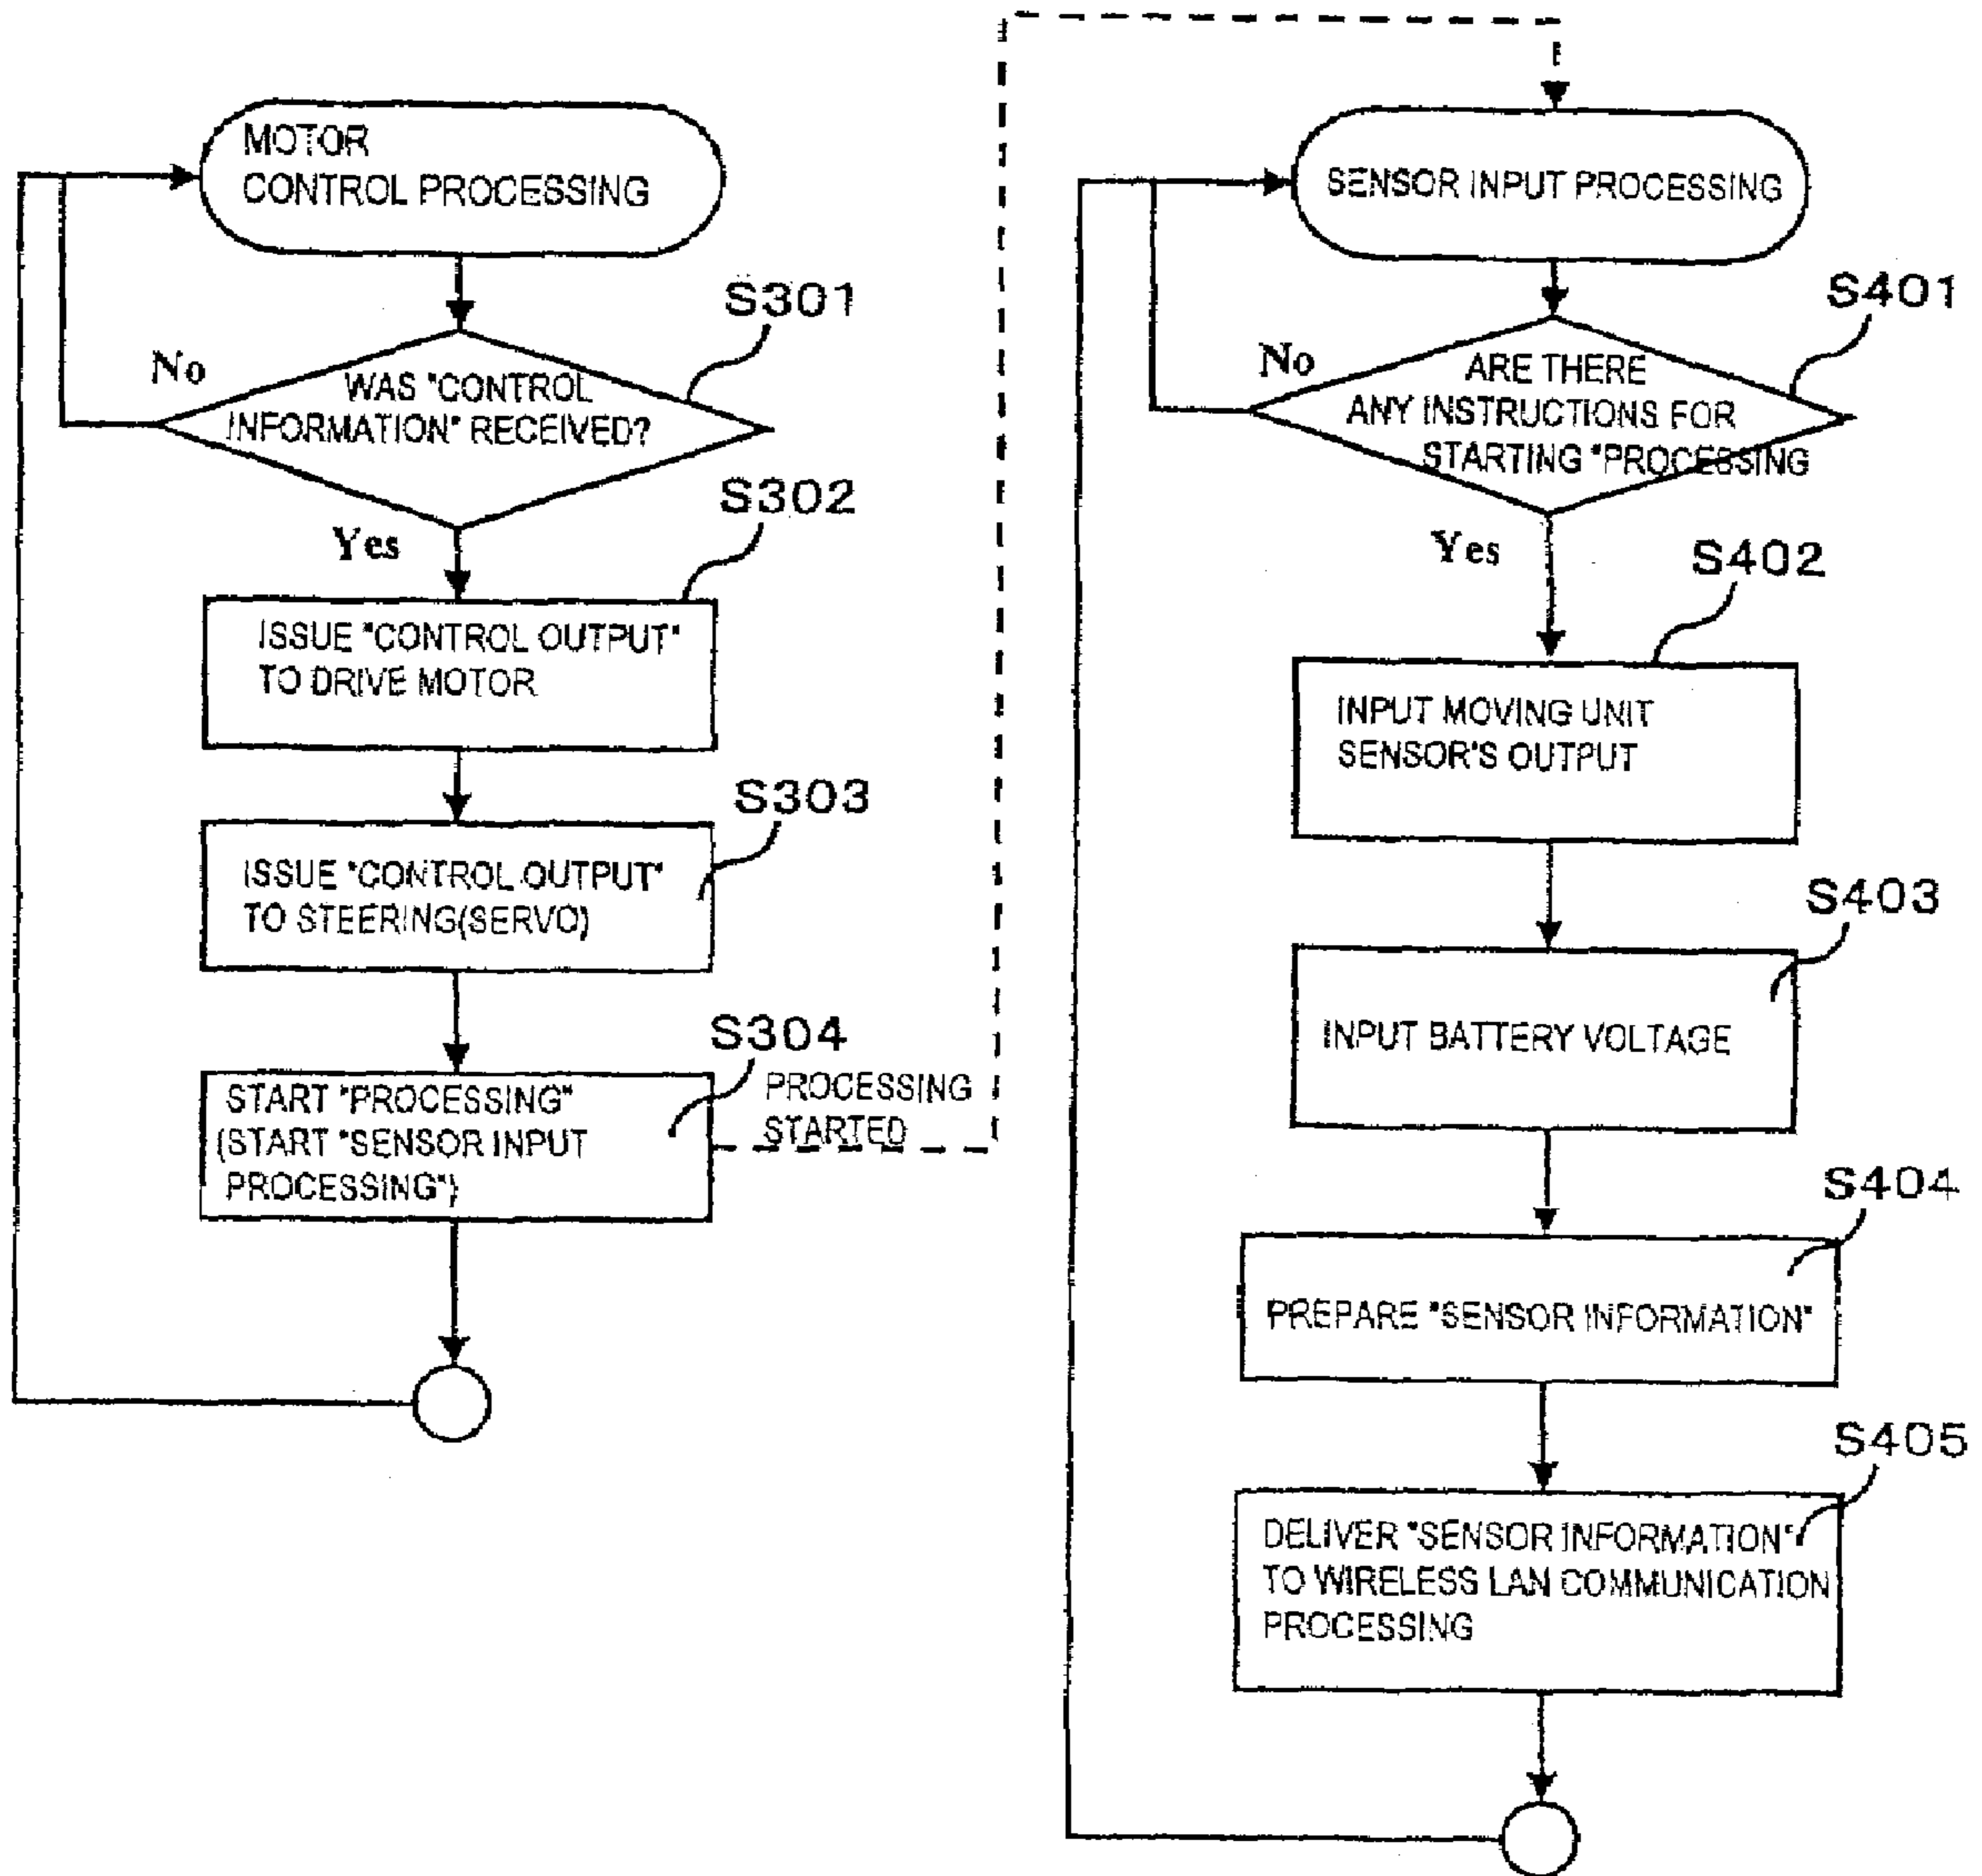 MOTOR
CONTROL PROCESSING
S301
No
WAS "CONTROL
INFORMATION" RECEIVED?
S302
Yes
ISSUE "CONTROL OUTPUT"
TO DRIVE MOTOR
S303
ISSUE "CONTROL OUTPUT"
TO STEERING(SERVO)
S304
START "PROCESSING"
(START "SENSOR INPUT
PROCESSING")
PROCESSING
STARTED
SENSOR INPUT PROCESSING
S401
No
ARE THERE
ANY INSTRUCTIONS FOR
STARTING "PROCESSING
Yes
S402
INPUT MOVING UNIT
SENSOR'S OUTPUT
S403
INPUT BATTERY VOLTAGE
S404
PREPARE "SENSOR INFORMATION"
S405
DELIVER "SENSOR INFORMATION"
TO WIRELESS LAN COMMUNICATION
PROCESSING